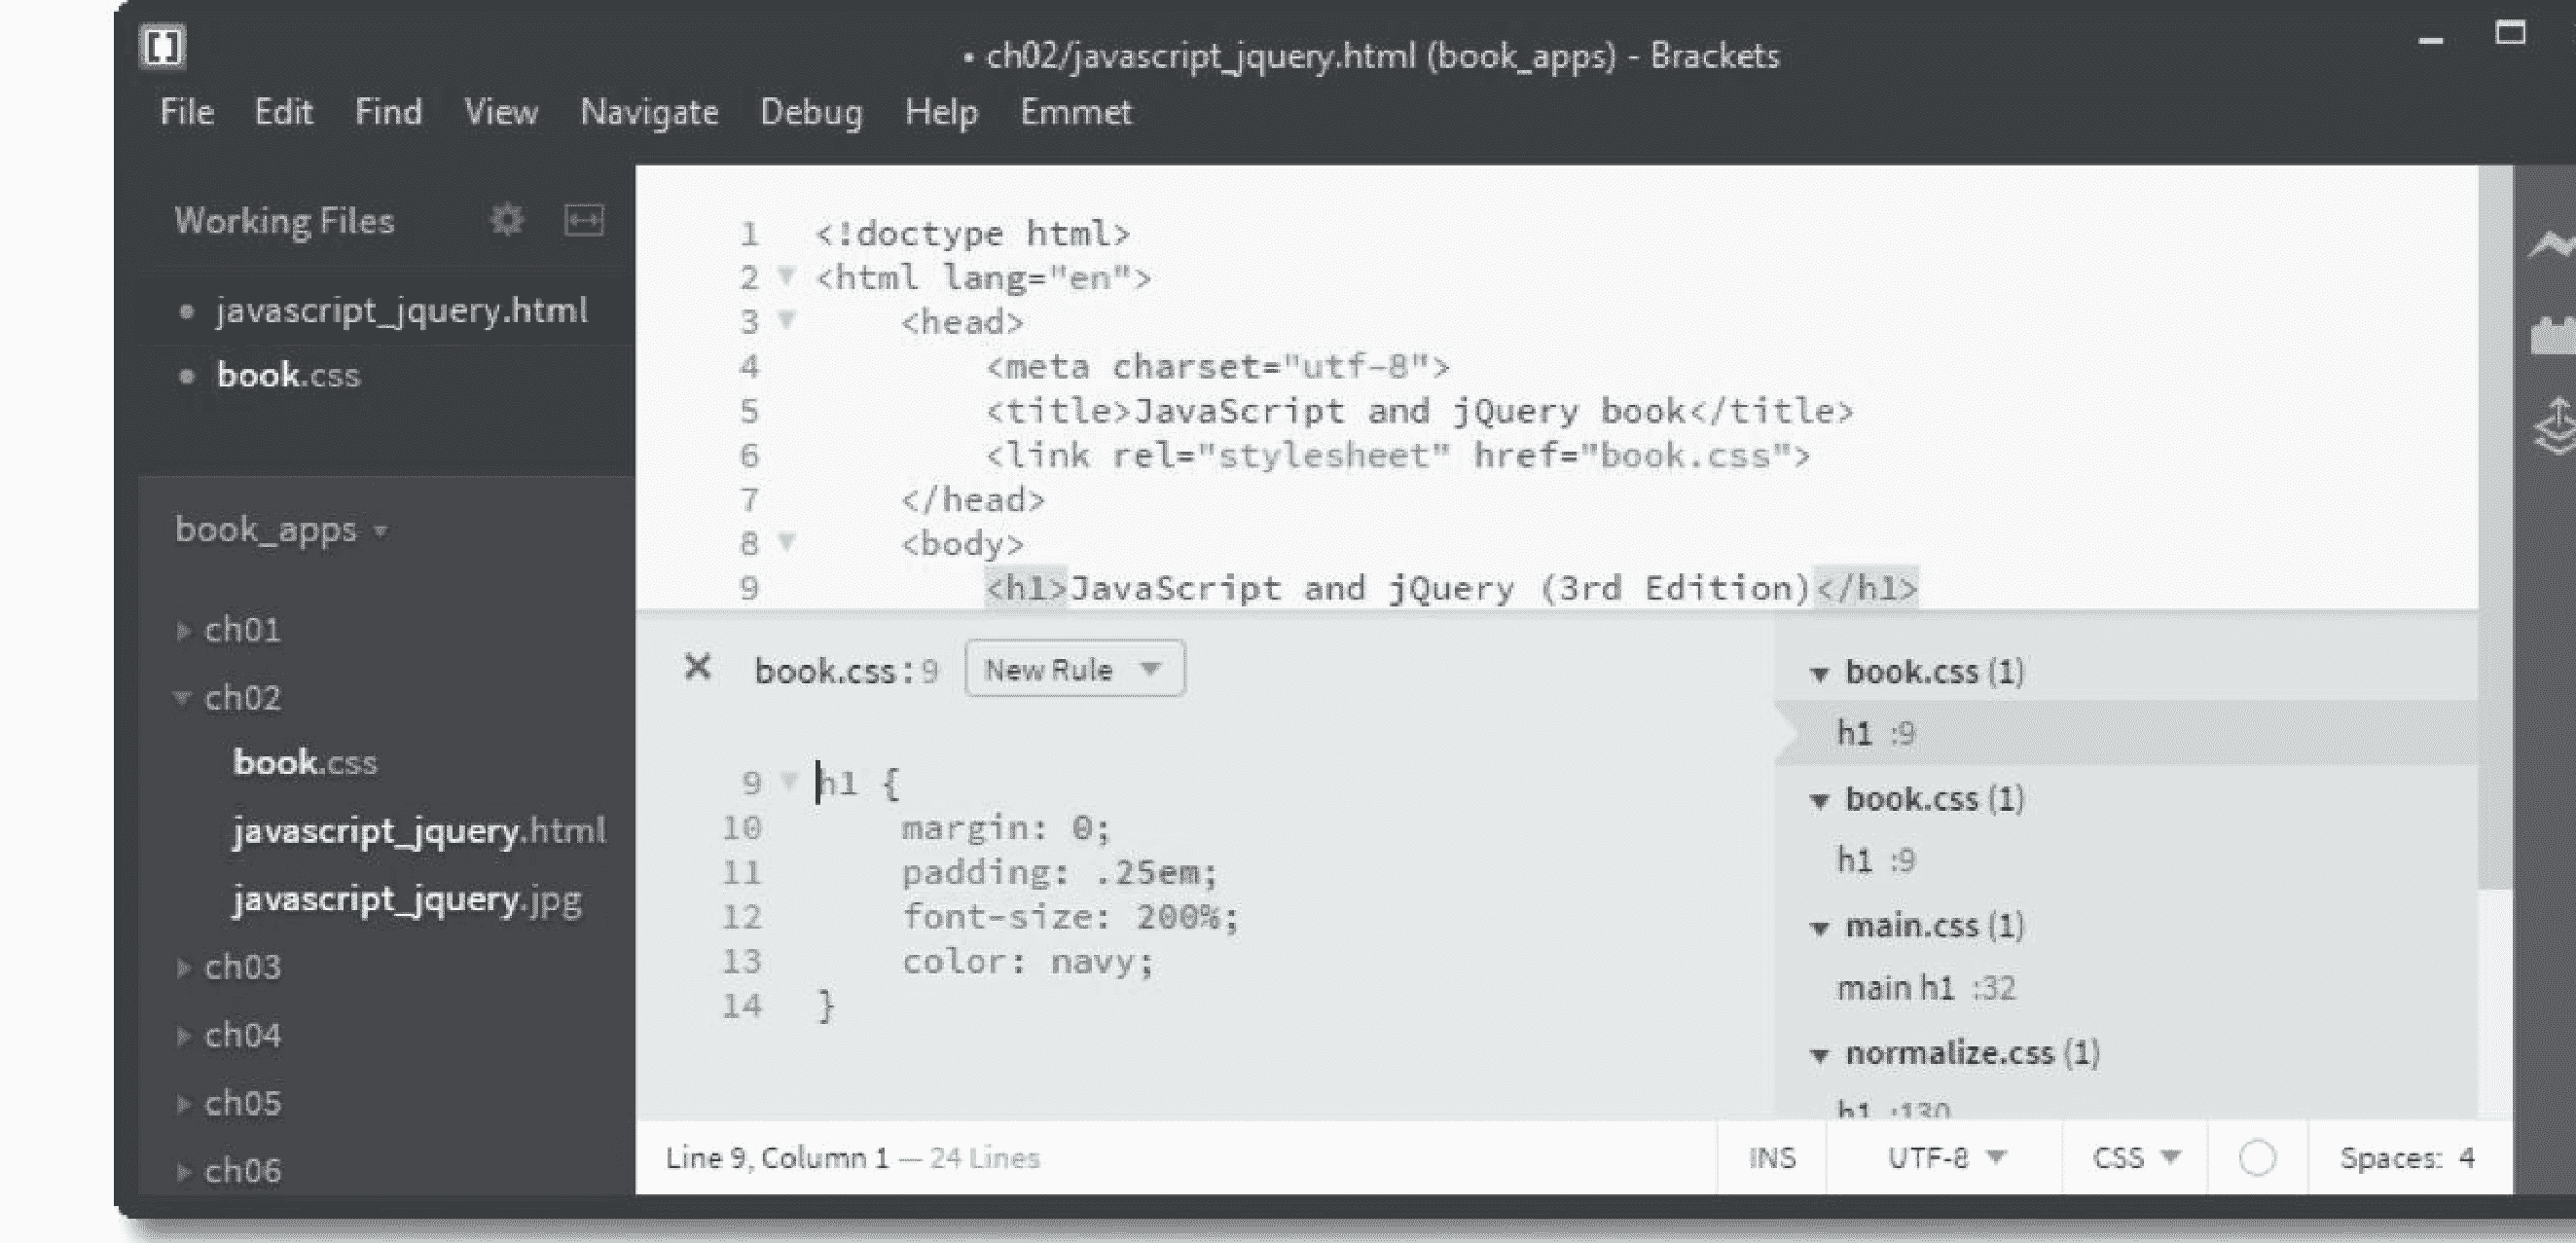 • ch02/javascript_jquery.html (book_apps) - Brackets
File Edit Find View Navigate Debug Help Emmet
Working Files
• javascript_jquery.html
• book.css
book_apps
ch01
ch02
book.css
javascript_jquery.html
javascript_jquery.jpg
ch03
ch04
ch05
ch06
1 <!doctype html>
2 <html lang="en">
3 <head>
4 <meta charset="utf-8">
5 <title>JavaScript and jQuery book</title>
6 <link rel="stylesheet" href="book.css">
7 </head>
8 <body>
9 <h1>JavaScript and jQuery (3rd Edition)</h1>
× book.css:9 New Rule
9 h1 {
10 margin: 0;
11 padding: .25em;
12 font-size: 200%;
13 color: navy;
14 }
book.css (1)
h1 :9
book.css (1)
h1 :9
main.css (1)
main h1 :32
normalize.css (1)
h1 :130
Line 9, Column 1 — 24 Lines INS UTF-8 CSS Spaces: 4